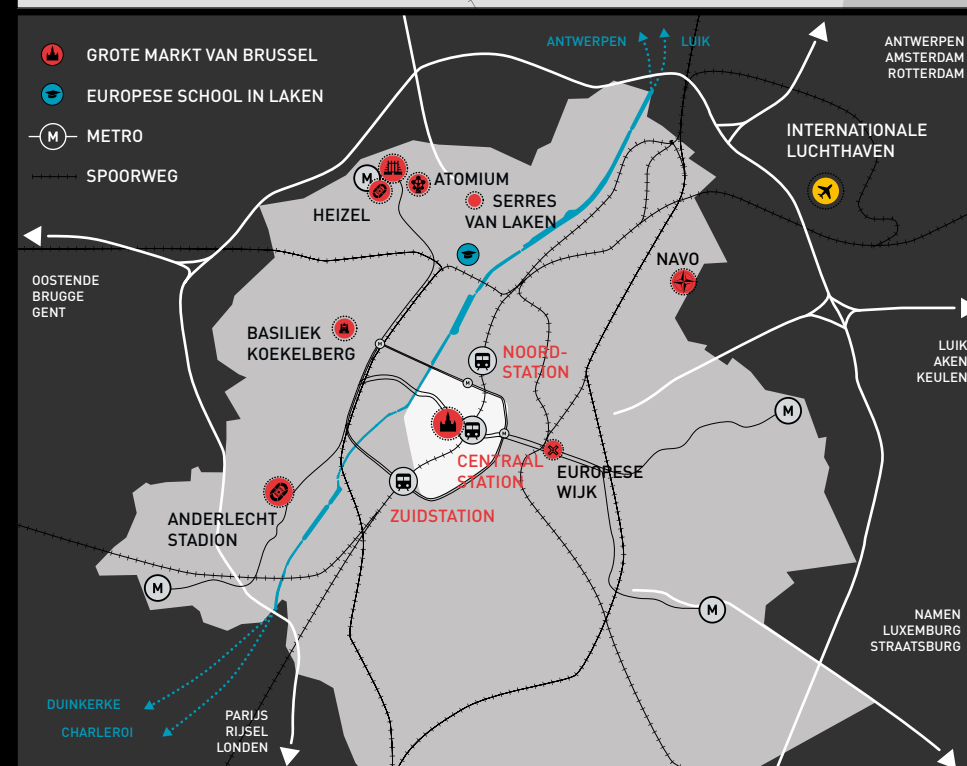 GROTE MARKT VAN BRUSSEL
EUROPESE SCHOOL IN LAKEN
M METRO
SPOORWEG
ANTWERPEN
LUIK
ANTWERPEN
AMSTERDAM
ROTTERDAM
INTERNATIONALE
LUCHTHAVEN
M
ATOMIUM
HEIZEL
SERRES
VAN LAKEN
OOSTENDE
BRUGGE
GENT
NAVO
BASILIEK
KOEKELBERG
M
NOORD-
STATION
M
LUIK
AKEN
KEULEN
M
M
CENTRAAL
STATION
EUROPESE
WIJK
ZUIDSTATION
ANDERLECHT
STADION
M
M
NAMEN
LUXEMBURG
STRAATSBURG
DUINKERKE
CHARLEROI
PARIJS
RIJSEL
LONDEN